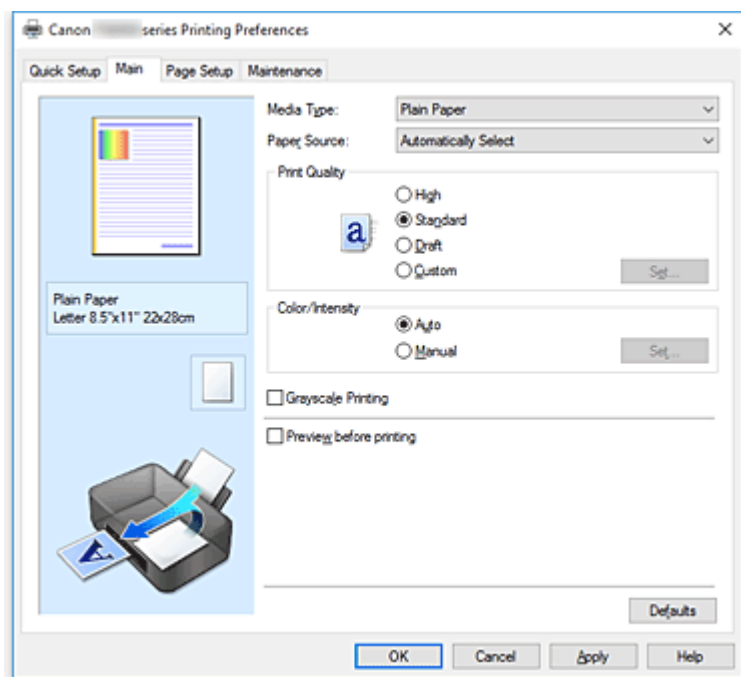 Canon series Printing Preferences
Quick Setup Main Page Setup Maintenance
Media Type: Plain Paper
Paper Source: Automatically Select
Print Quality
High
Standard
Draft
Custom Set...
a
Plain Paper
Letter 8.5"x11" 22x28cm
Color/Intensity
Auto
Manual Set...
Grayscale Printing
Preview before printing
A
Defaults
OK Cancel Apply Help